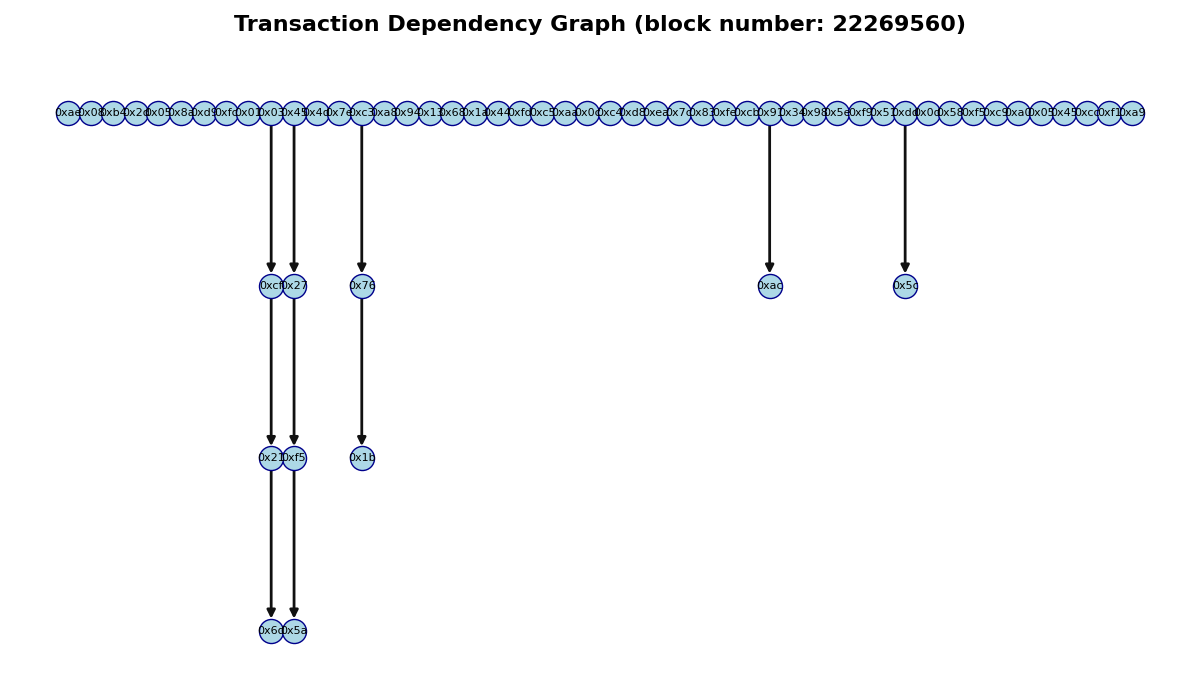 Transaction Dependency Graph (block number: 22269560)
0xae 0x08 0xb4 0x2d 0x05 0x8a 0xd9 0xfc 0x01 0x03 0x45 0x4d 0x7e 0xc3 0xa8 0x94 0x13 0x68 0x1a 0x44 0xfd 0xc5 0xaa 0x0c 0xc4 0xd8 0xea 0x7c 0x83 0xfe 0xcb 0x91 0x34 0x98 0x5e 0xf9 0x51 0xdd 0x0d 0x58 0xf5 0xc9 0xa0 0x05 0x45 0xcc 0xf1 0xa9
0xcf 0x27 0x76 0xac 0x5c
0x21 0xf5 0x1b
0x6d 0x5a